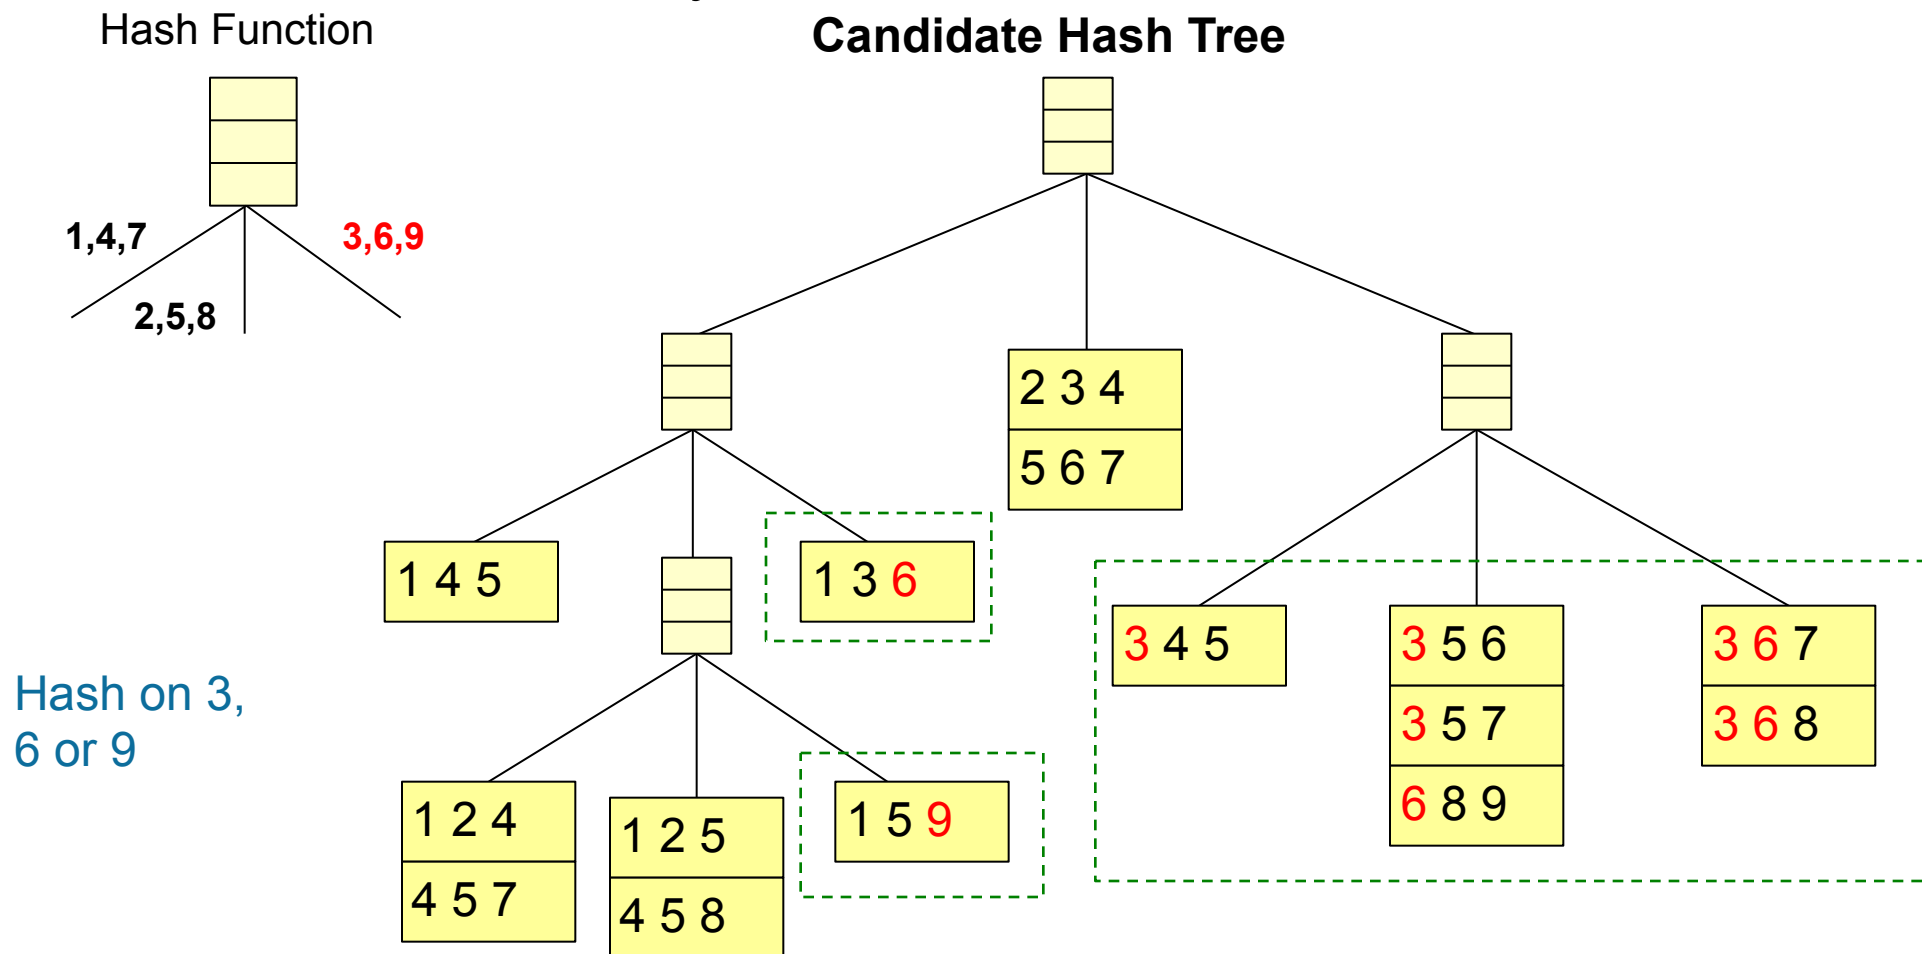 Hash Function
Candidate Hash Tree
1,4,7
3,6,9
2,5,8
2 3 4
5 6 7
1 4 5
1 3 6
3 4 5
3 5 6
3 6 7
3 5 7
3 6 8
6 8 9
Hash on 3,
6 or 9
1 2 4
1 2 5
1 5 9
4 5 7
4 5 8